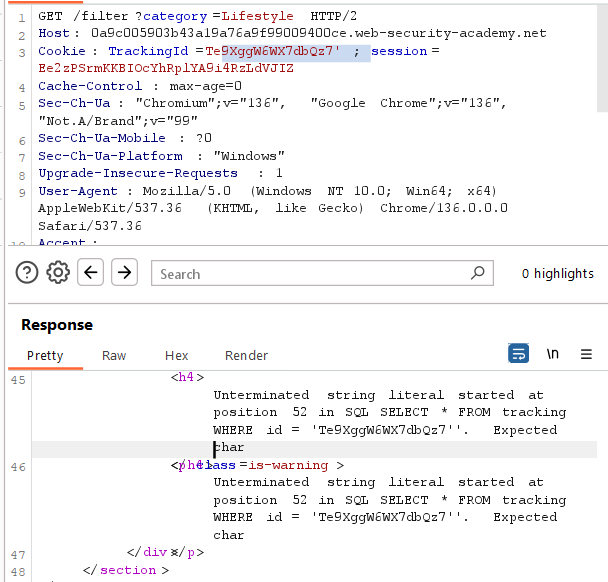 1 GET /filter ?category =Lifestyle HTTP/2
2 Host : 0a9c005903b43a19a76a9f99009400ce.web-security-academy.net
3 Cookie : TrackingId =Te9XggW6WX7dbQz7' ; session =
Ee2zPSrmKKBIOcYhRplYA9i4RzLdVJIZ
4 Cache-Control : max-age=0
5 Sec-Ch-Ua : "Chromium";v="136", "Google Chrome";v="136",
"Not.A/Brand";v="99"
6 Sec-Ch-Ua-Mobile : ?0
7 Sec-Ch-Ua-Platform : "Windows"
8 Upgrade-Insecure-Requests : 1
9 User-Agent : Mozilla/5.0 (Windows NT 10.0; Win64; x64)
AppleWebKit/537.36 (KHTML, like Gecko) Chrome/136.0.0.0
Safari/537.36
10 Accept :
Search
0 highlights
Response
Pretty Raw Hex Render \n
45 <h4>
Unterminated string literal started at
position 52 in SQL SELECT * FROM tracking
WHERE id = 'Te9XggW6WX7dbQz7''. Expected
char
46 <p class =is-warning >
Unterminated string literal started at
position 52 in SQL SELECT * FROM tracking
WHERE id = 'Te9XggW6WX7dbQz7''. Expected
char
47 </div></p>
48 </section >